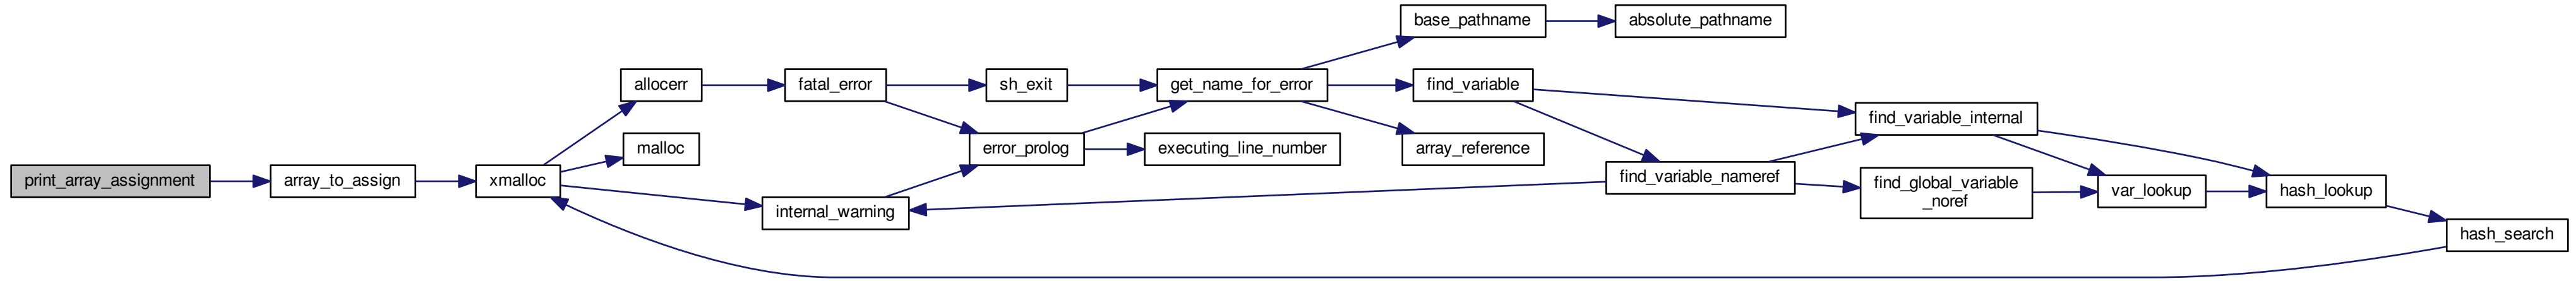 base_pathname
absolute_pathname
allocerr
fatal_error
sh_exit
get_name_for_error
find_variable
find_variable_internal
malloc
error_prolog
executing_line_number
array_reference
print_array_assignment
array_to_assign
xmalloc
find_variable_nameref
find_global_variable
_noref
var_lookup
hash_lookup
internal_warning
hash_search